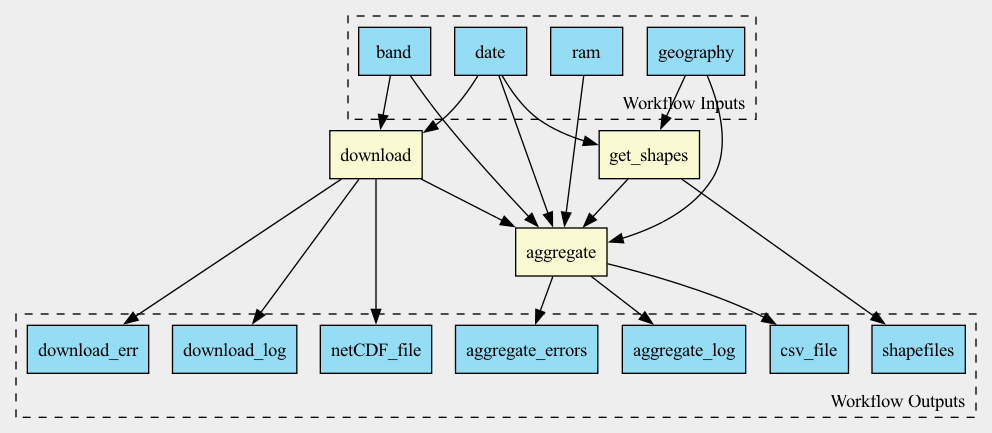 band
date
ram
geography
Workflow Inputs
download
get_shapes
aggregate
download_err
download_log
netCDF_file
aggregate_errors
aggregate_log
csv_file
shapefiles
Workflow Outputs